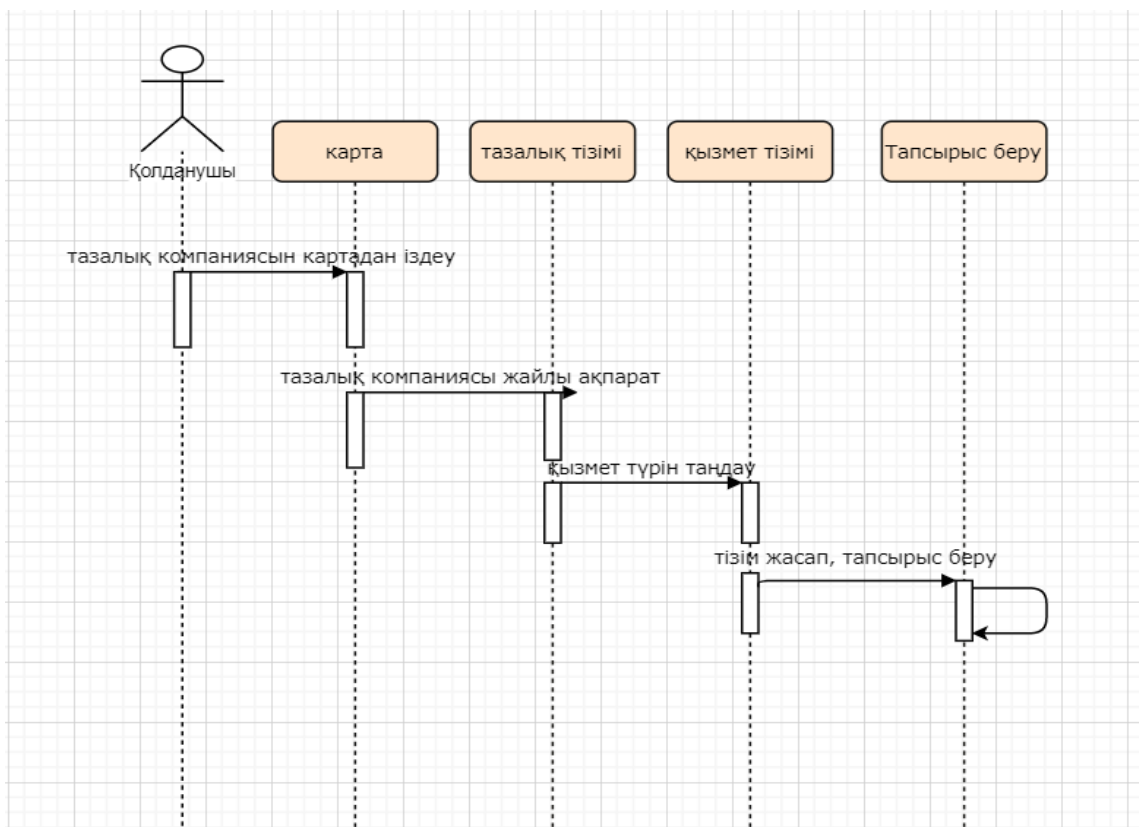 Қолданушы
карта
тазалық тізімі
қызмет тізімі
Тапсырыс беру
тазалық компаниясын картадан іздеу
тазалық компаниясы жайлы ақпарат
қызмет түрін таңдау
тізім жасап, тапсырыс беру